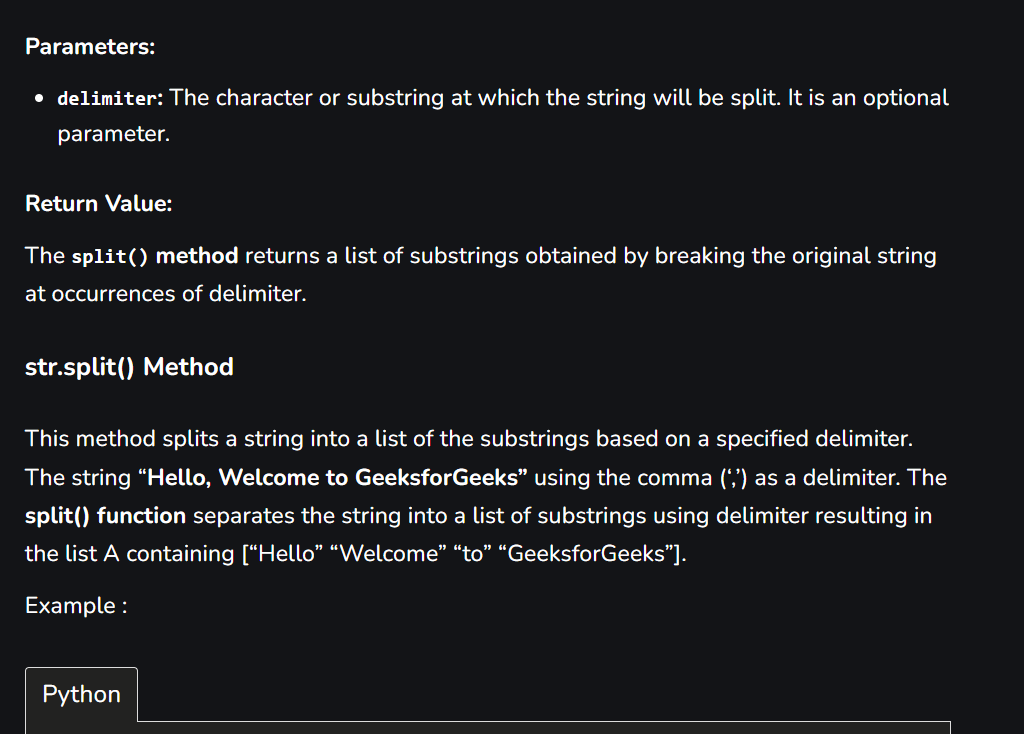 Parameters:
• delimiter: The character or substring at which the string will be split. It is an optional
parameter.
Return Value:
The split() method returns a list of substrings obtained by breaking the original string
at occurrences of delimiter.
str.split() Method
This method splits a string into a list of the substrings based on a specified delimiter.
The string “Hello, Welcome to GeeksforGeeks” using the comma (‘,’) as a delimiter. The
split() function separates the string into a list of substrings using delimiter resulting in
the list A containing [“Hello” “Welcome” “to” “GeeksforGeeks”].
Example :
Python